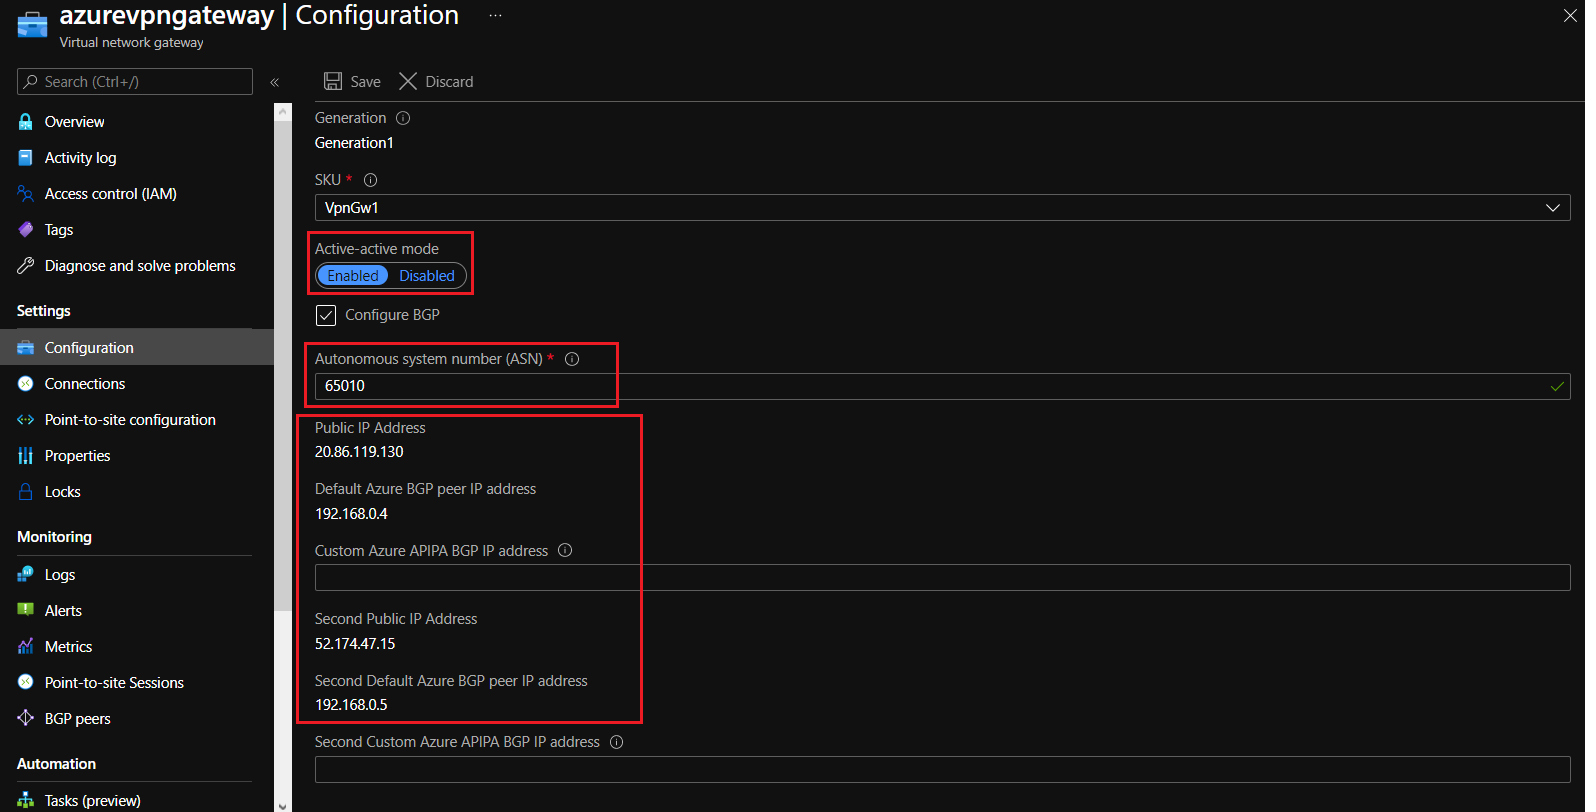 azurevpngateway | Configuration ...
Virtual network gateway
Search (Ctrl+/)
«
Save
Discard
Overview
Activity log
Access control (IAM)
Tags
Diagnose and solve problems
Settings
Configuration
Connections
Point-to-site configuration
Properties
Locks
Monitoring
Logs
Alerts
Metrics
Point-to-site Sessions
BGP peers
Automation
Tasks (preview)
Generation
Generation1
SKU *
VpnGw1
Active-active mode
Enabled Disabled
Configure BGP
Autonomous system number (ASN) *
65010
Public IP Address
20.86.119.130
Default Azure BGP peer IP address
192.168.0.4
Custom Azure APIPA BGP IP address
Second Public IP Address
52.174.47.15
Second Default Azure BGP peer IP address
192.168.0.5
Second Custom Azure APIPA BGP IP address